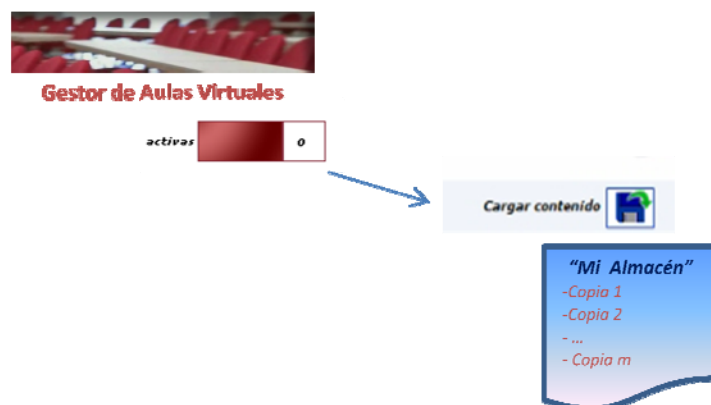 Gestor de Aulas Virtuales
activas 0
Cargar contenido
“Mi Almacén”
-Copia 1
-Copia 2
- ...
- Copia m